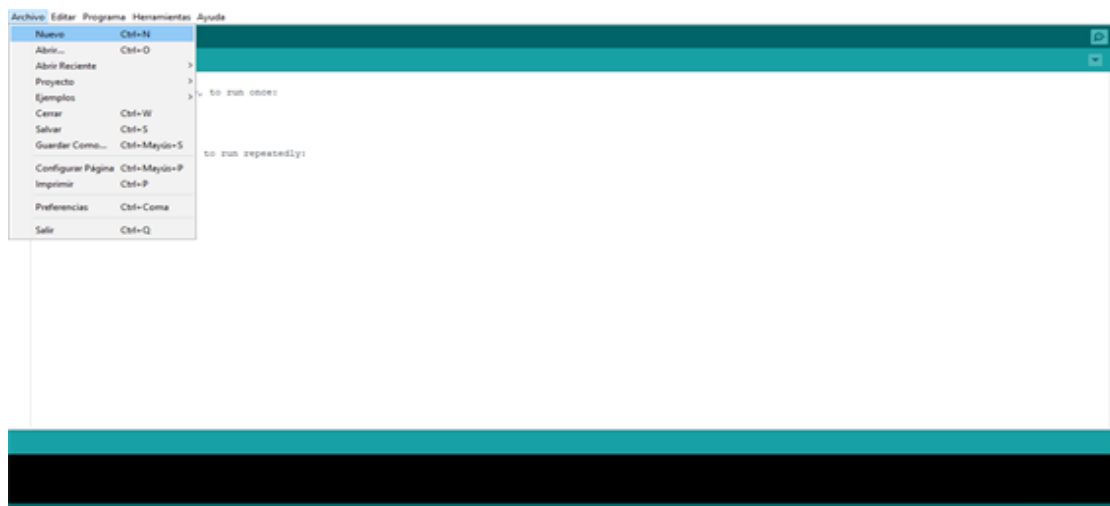 Archivo Editar Programa Herramientas Ayuda
Nuevo Ctrl+N
Abrir... Ctrl+O
Abrir Reciente >
Proyecto >
Ejemplos >
, to run once:
Cerrar Ctrl+W
Salvar Ctrl+S
Guardar Como... Ctrl+Mayús+S
to run repeatedly:
Configurar Página Ctrl+Mayús+P
Imprimir Ctrl+P
Preferencias Ctrl+Coma
Salir Ctrl+Q